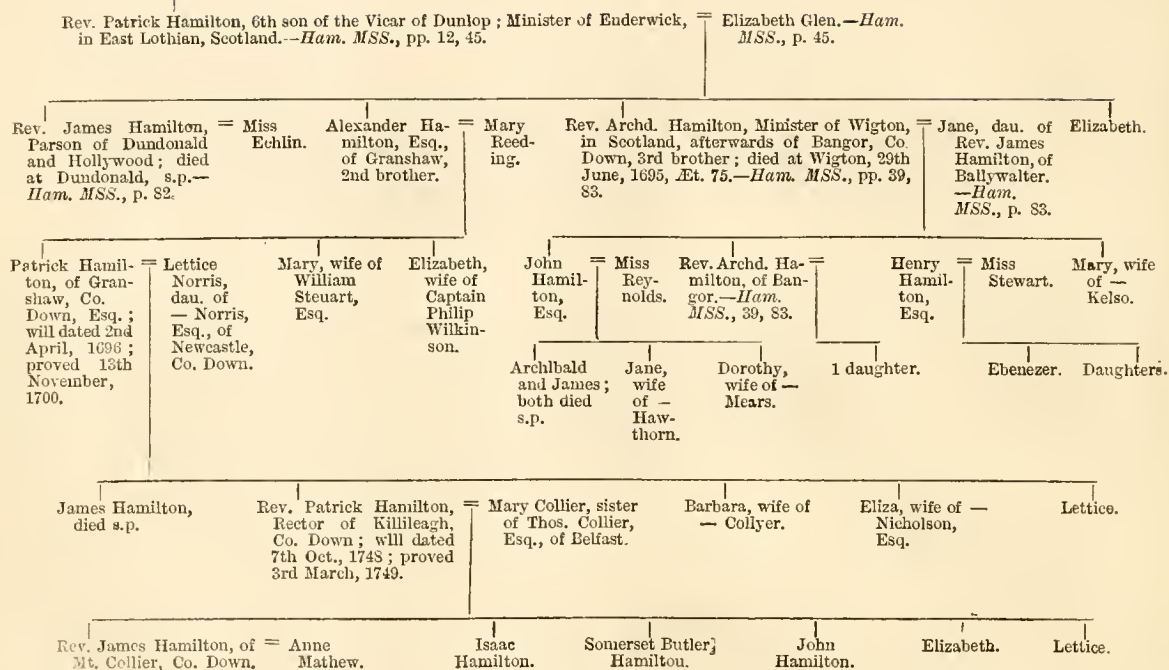 Rev. Patrick Hamilton, 6th son of the Vicar of Dunlop ; Minister of Enderwick,
in East Lothian, Scotland.--Ham. MSS., pp. 12, 45.
=
Elizabeth Glen.—Ham.
MSS., p. 45.
Rev. James Hamilton,
Parson of Dundonald
and Hollywood ; died
at Dundonald, s.p.—
Ham. MSS., p. 82.
=
Miss
Echlin.
Alexander Ha-
milton, Esq.,
of Granshaw,
2nd brother.
=
Mary
Reed-
ing.
Rev. Archd. Hamilton, Minister of Wigton,
in Scotland, afterwards of Bangor, Co.
Down, 3rd brother ; died at Wigton, 29th
June, 1695, Æt. 75.—Ham. MSS., pp. 39,
83.
=
Jane, dau. of
Rev. James
Hamilton, of
Ballywalter.
—Ham.
MSS., p. 83.
Elizabeth.
Patrick Hamil-
ton, of Gran-
shaw, Co.
Down, Esq. ;
will dated 2nd
April, 1696 ;
proved 13th
November,
1700.
=
Lettice
Norris,
dau. of
— Norris,
Esq., of
Newcastle,
Co. Down.
Mary, wife of
William
Steuart,
Esq.
Elizabeth,
wife of
Captain
Philip
Wilkin-
son.
John
Hamil-
ton,
Esq.
=
Miss
Rey-
nolds.
Rev. Archd. Ha-
milton, of Ban-
gor.—Ham.
MSS., 39, 83.
=
Henry
Hamil-
ton,
Esq.
=
Miss
Stewart.
Mary, wife
of —
Kelso.
Archibald
and James ;
both died
s.p.
Jane,
wife
of —
Haw-
thorn.
Dorothy,
wife of —
Mears.
1 daughter.
Ebenezer.
Daughters.
James Hamilton,
died s.p.
Rev. Patrick Hamilton,
Rector of Killileagh,
Co. Down ; will dated
7th Oct., 1748 ; proved
3rd March, 1749.
=
Mary Collier, sister
of Thos. Collier,
Esq., of Belfast.
Barbara, wife of
— Collyer.
Eliza, wife of —
Nicholson,
Esq.
Lettice.
Rev. James Hamilton, of
Mt. Collier, Co. Down.
=
Anne
Mathew.
Isaac
Hamilton.
Somerset Butler
Hamilton.
John
Hamilton.
Elizabeth.
Lettice.